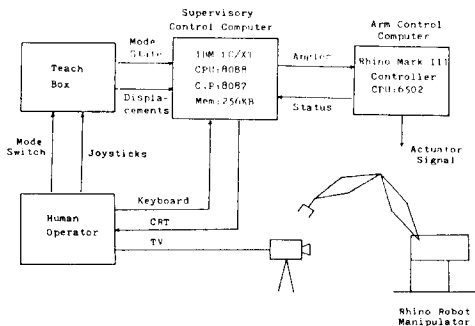 Supervisory
Control Computer
IBM PC/XT
CPU:8088
C.P:8087
Mem:256KB
Arm Control
Computer
Rhino Mark III
Controller
CPU:6502
Mode
State
Displa-
cements
Angles
Status
Teach
Box
Mode
Switch
Joysticks
Actuator
Signal
Human
Operator
Keyboard
CRT
TV
Rhino Robot
Manipulator